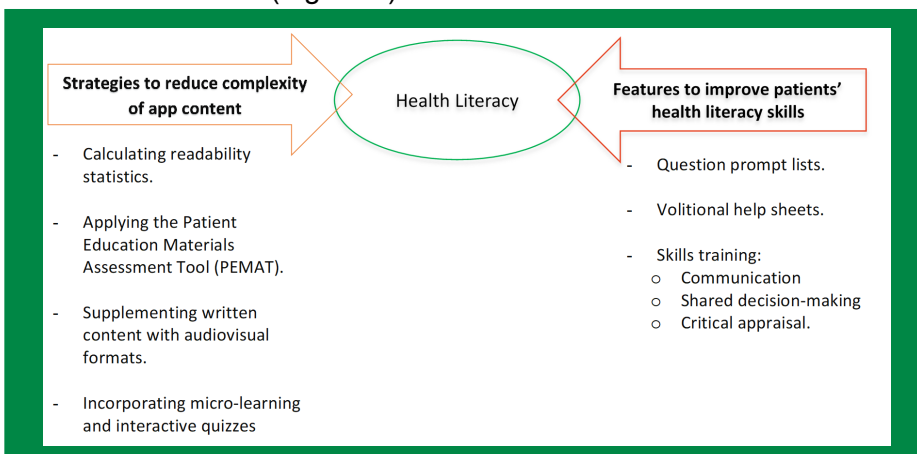 Strategies to reduce complexity
of app content
- Calculating readability
statistics.
- Applying the Patient
Education Materials
Assessment Tool (PEMAT).
- Supplementing written
content with audiovisual
formats.
- Incorporating micro-learning
and interactive quizzes
Health Literacy
Features to improve patients’
health literacy skills
- Question prompt lists.
- Volitional help sheets.
- Skills training:
o Communication
o Shared decision-making
o Critical appraisal.